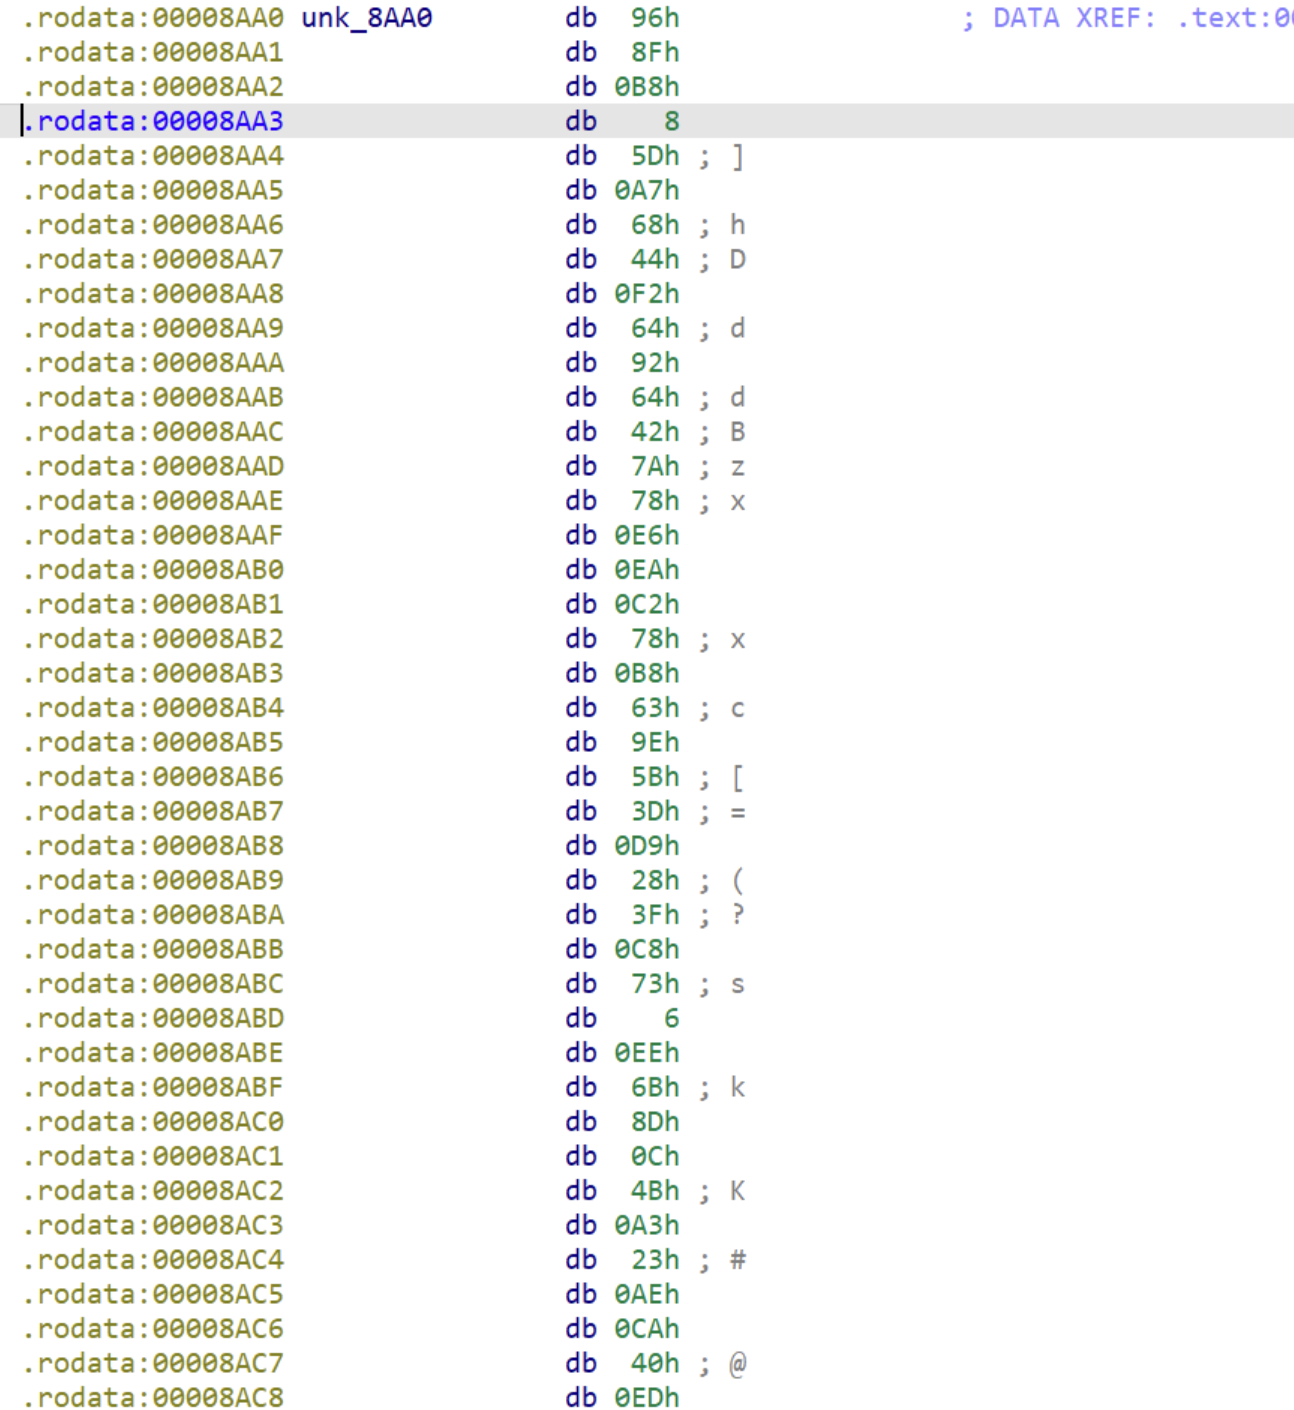 .rodata:00008AA0 unk_8AA0 db 96h ; DATA XREF: .text:00
.rodata:00008AA1 db 8Fh
.rodata:00008AA2 db 0B8h
.rodata:00008AA3 db 8
.rodata:00008AA4 db 5Dh ; ]
.rodata:00008AA5 db 0A7h
.rodata:00008AA6 db 68h ; h
.rodata:00008AA7 db 44h ; D
.rodata:00008AA8 db 0F2h
.rodata:00008AA9 db 64h ; d
.rodata:00008AAA db 92h
.rodata:00008AAB db 64h ; d
.rodata:00008AAC db 42h ; B
.rodata:00008AAD db 7Ah ; z
.rodata:00008AAE db 78h ; x
.rodata:00008AAF db 0E6h
.rodata:00008AB0 db 0EAh
.rodata:00008AB1 db 0C2h
.rodata:00008AB2 db 78h ; x
.rodata:00008AB3 db 0B8h
.rodata:00008AB4 db 63h ; c
.rodata:00008AB5 db 9Eh
.rodata:00008AB6 db 5Bh ; [
.rodata:00008AB7 db 3Dh ; =
.rodata:00008AB8 db 0D9h
.rodata:00008AB9 db 28h ; (
.rodata:00008ABA db 3Fh ; ?
.rodata:00008ABB db 0C8h
.rodata:00008ABC db 73h ; s
.rodata:00008ABD db 6
.rodata:00008ABE db 0EEh
.rodata:00008ABF db 6Bh ; k
.rodata:00008AC0 db 8Dh
.rodata:00008AC1 db 0Ch
.rodata:00008AC2 db 4Bh ; K
.rodata:00008AC3 db 0A3h
.rodata:00008AC4 db 23h ; #
.rodata:00008AC5 db 0AEh
.rodata:00008AC6 db 0CAh
.rodata:00008AC7 db 40h ; @
.rodata:00008AC8 db 0EDh